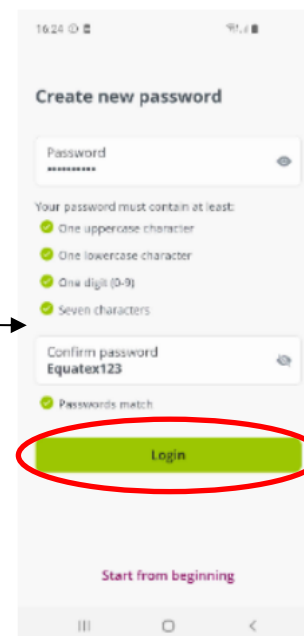 16:24
Create new password
Password
••••••••••
Your password must contain at least:
One uppercase character
One lowercase character
One digit (0-9)
Seven characters
Confirm password
Equatex123
Passwords match
Login
Start from beginning